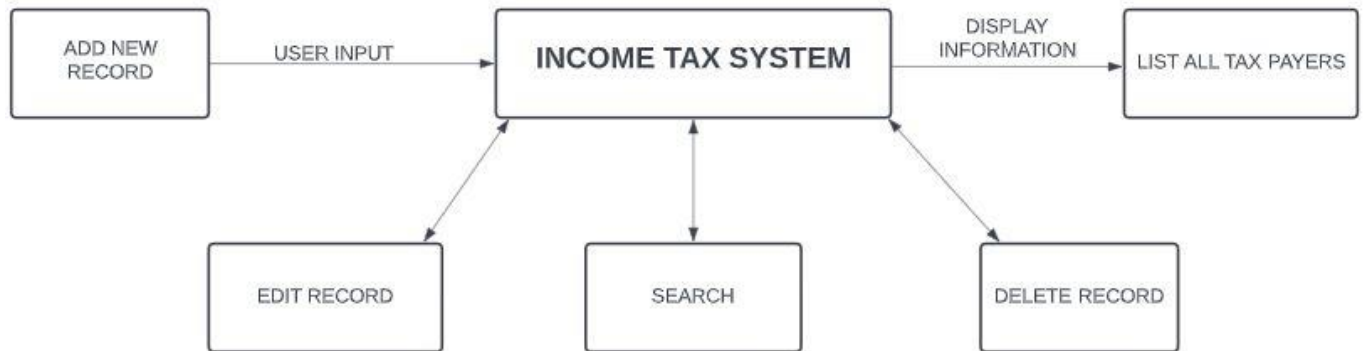 ADD NEW
RECORD
USER INPUT
INCOME TAX SYSTEM
DISPLAY
INFORMATION
LIST ALL TAX PAYERS
EDIT RECORD
SEARCH
DELETE RECORD